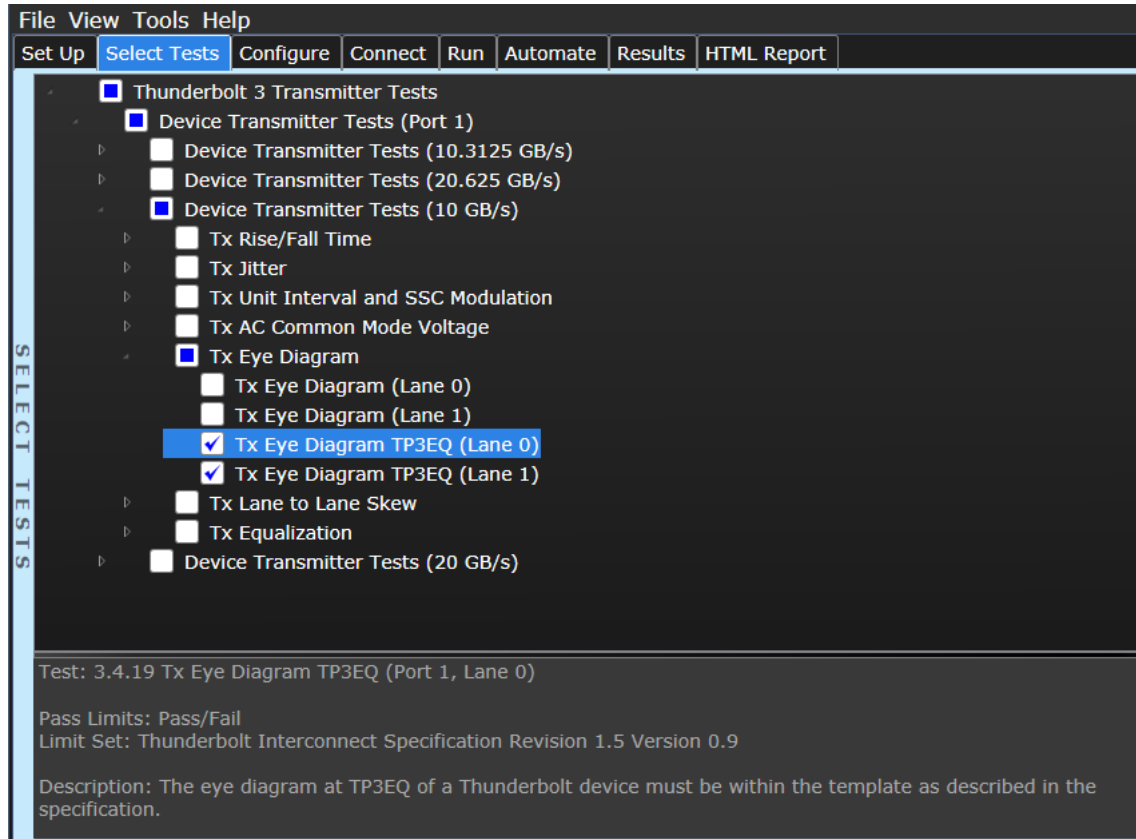 File View Tools Help
Set Up Select Tests Configure Connect Run Automate Results HTML Report
Thunderbolt 3 Transmitter Tests
Device Transmitter Tests (Port 1)
Device Transmitter Tests (10.3125 GB/s)
Device Transmitter Tests (20.625 GB/s)
Device Transmitter Tests (10 GB/s)
Tx Rise/Fall Time
Tx Jitter
Tx Unit Interval and SSC Modulation
Tx AC Common Mode Voltage
Tx Eye Diagram
Tx Eye Diagram (Lane 0)
Tx Eye Diagram (Lane 1)
Tx Eye Diagram TP3EQ (Lane 0)
Tx Eye Diagram TP3EQ (Lane 1)
Tx Lane to Lane Skew
Tx Equalization
Device Transmitter Tests (20 GB/s)
SELECT TESTS
Test: 3.4.19 Tx Eye Diagram TP3EQ (Port 1, Lane 0)
Pass Limits: Pass/Fail
Limit Set: Thunderbolt Interconnect Specification Revision 1.5 Version 0.9
Description: The eye diagram at TP3EQ of a Thunderbolt device must be within the template as described in the
specification.